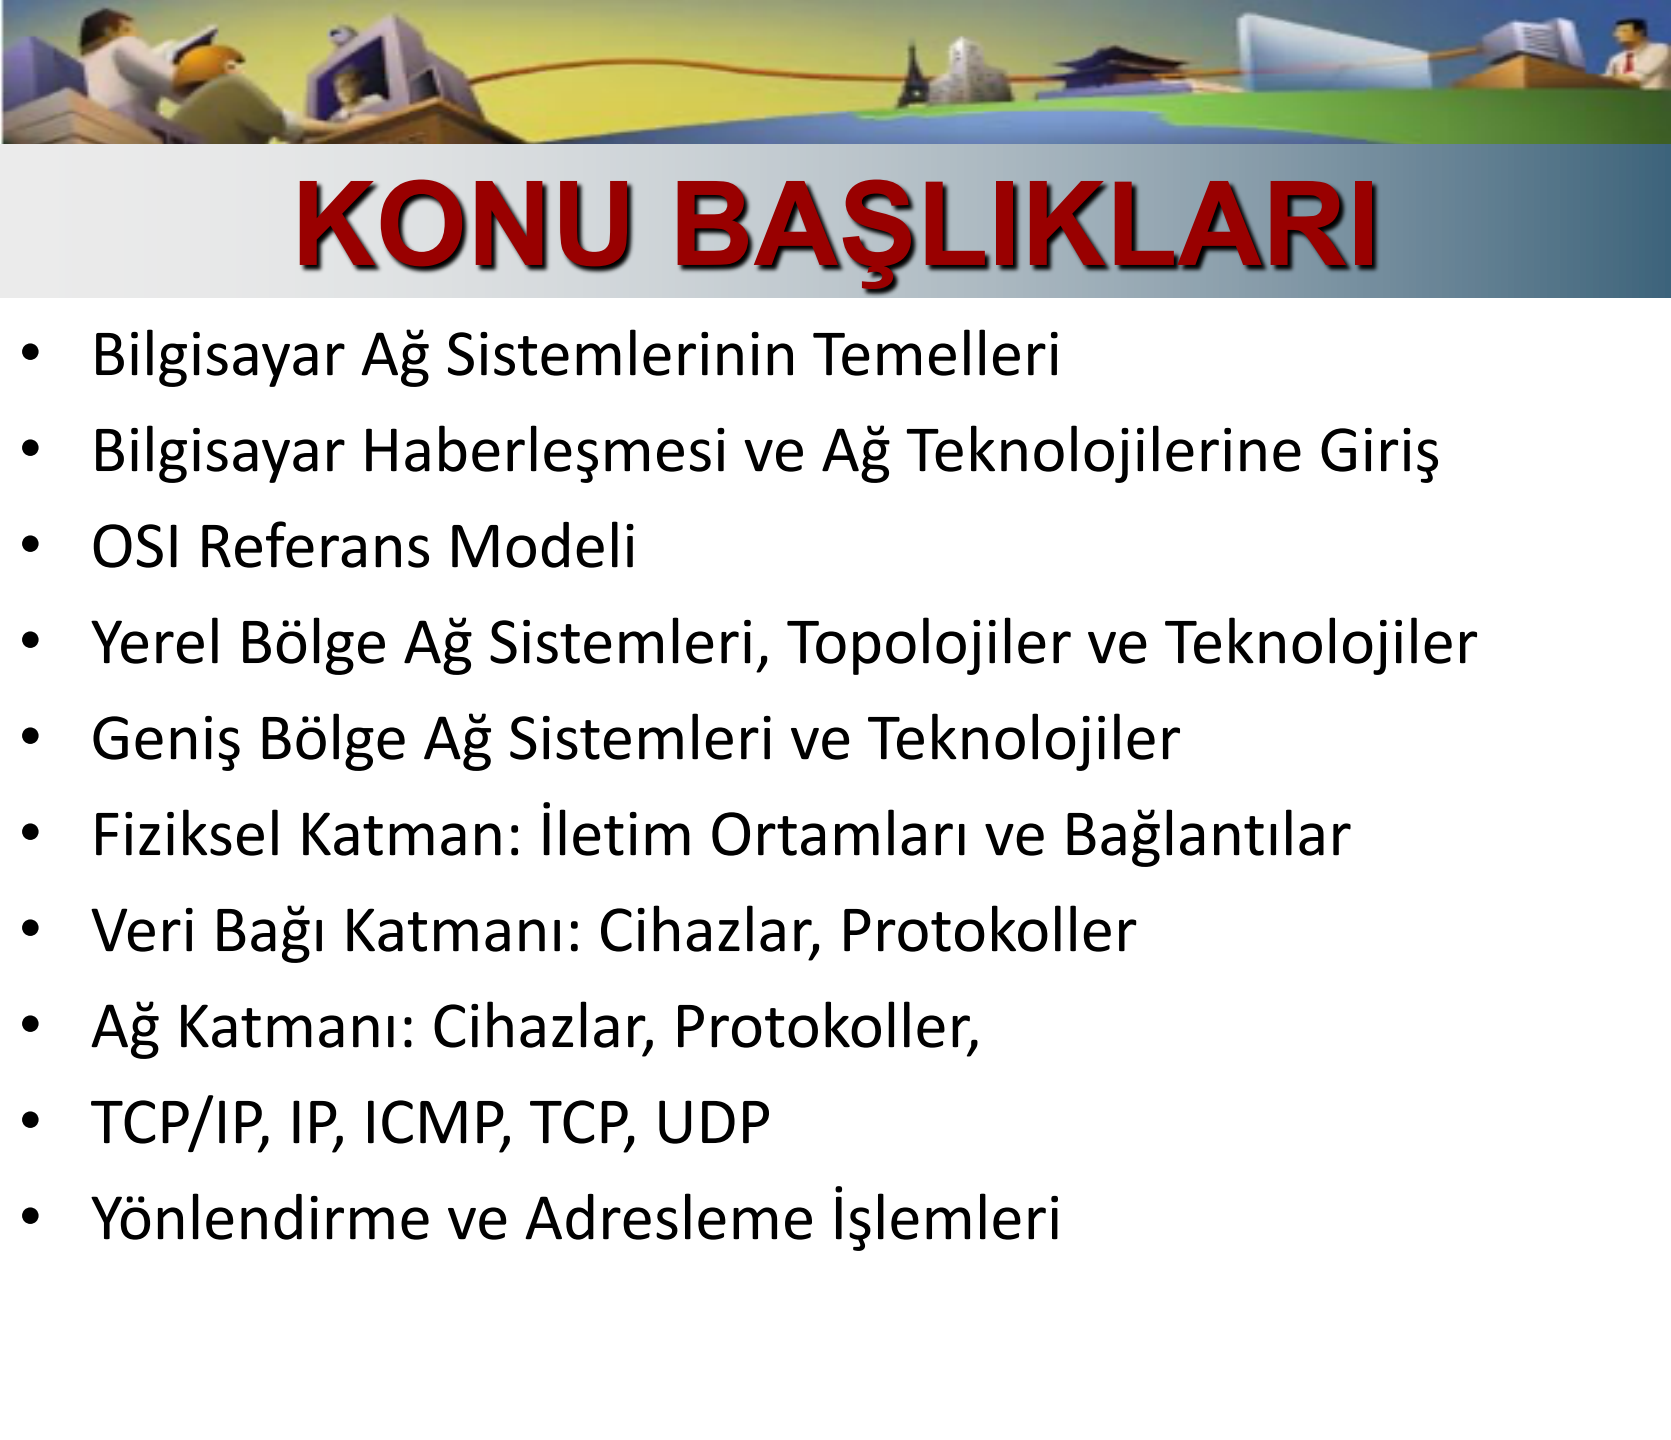 KONU BAŞLIKLARI
• Bilgisayar Ağ Sistemlerinin Temelleri
• Bilgisayar Haberleşmesi ve Ağ Teknolojilerine Giriş
• OSI Referans Modeli
• Yerel Bölge Ağ Sistemleri, Topolojiler ve Teknolojiler
• Geniş Bölge Ağ Sistemleri ve Teknolojiler
• Fiziksel Katman: İletim Ortamları ve Bağlantılar
• Veri Bağı Katmanı: Cihazlar, Protokoller
• Ağ Katmanı: Cihazlar, Protokoller,
• TCP/IP, IP, ICMP, TCP, UDP
• Yönlendirme ve Adresleme İşlemleri